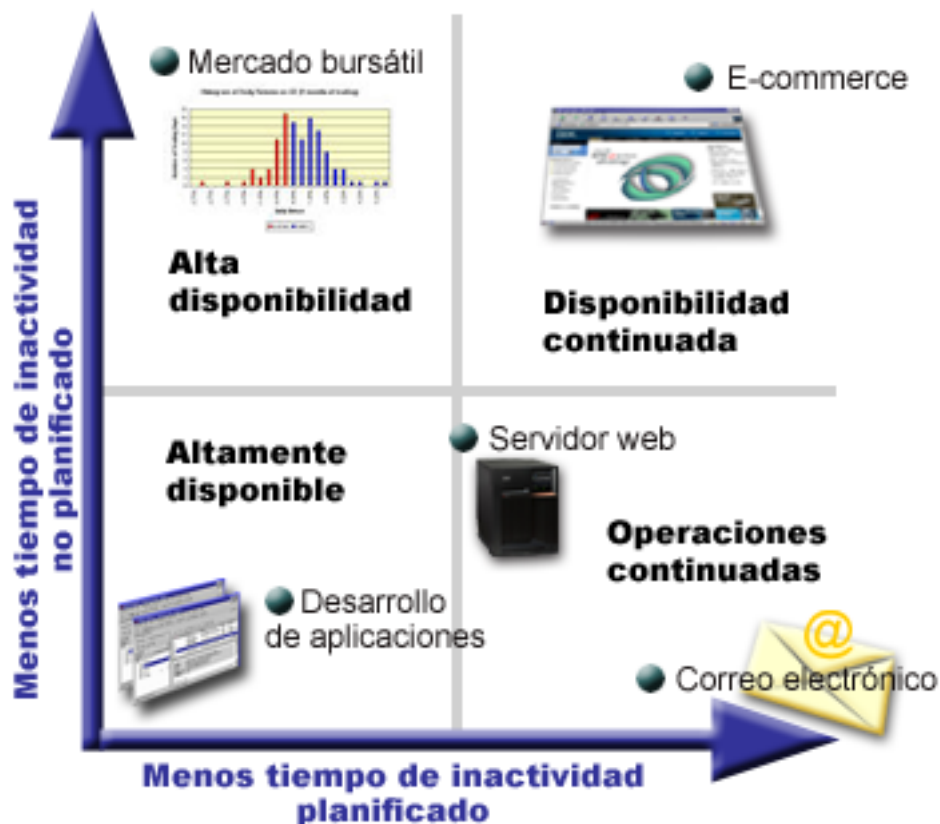 Mercado bursátil
E-commerce
Alta
disponibilidad
Disponibilidad
continuada
Menos tiempo de inactividad
no planificado
Altamente
disponible
Servidor web
Operaciones
continuadas
Desarrollo
de aplicaciones
@
Correo electrónico
Menos tiempo de inactividad
planificado